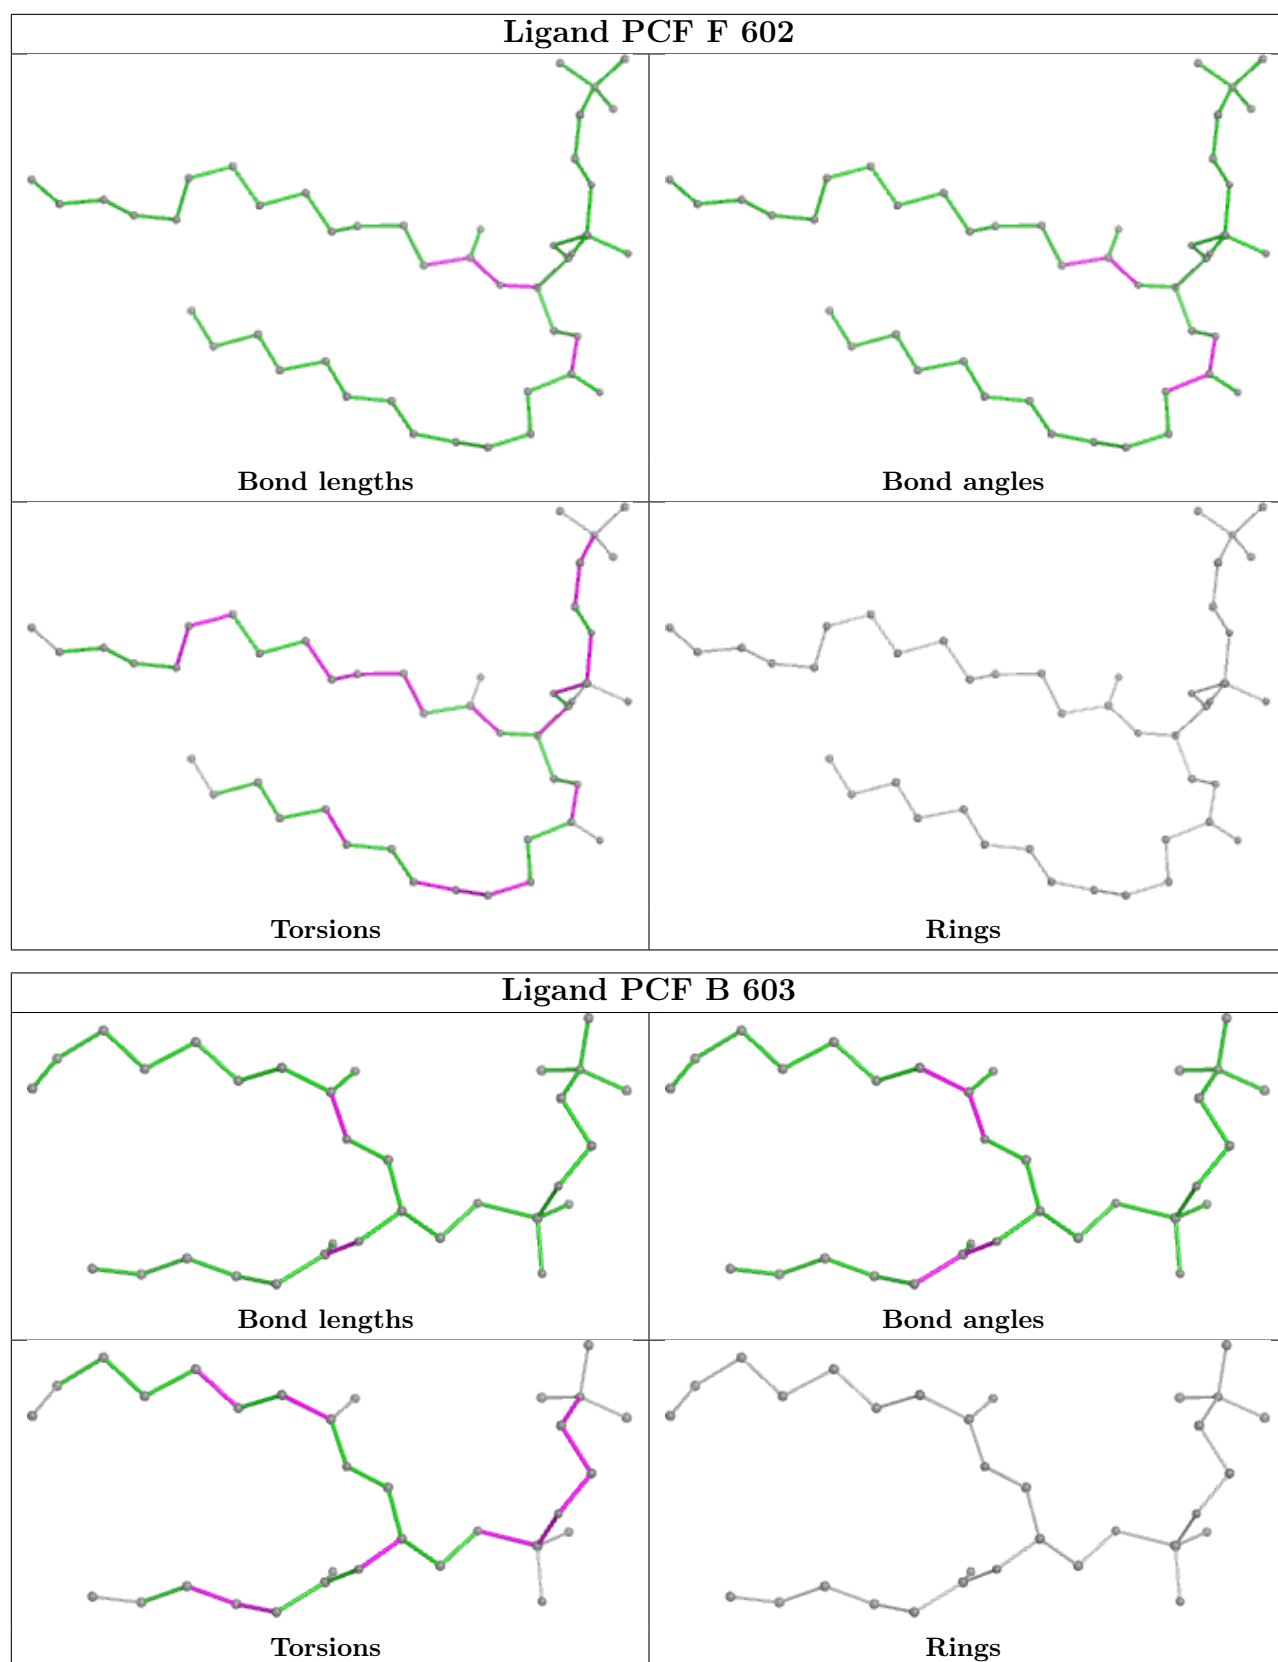 Ligand PCF F 602
Bond lengths
Bond angles
Torsions
Rings
Ligand PCF B 603
Bond lengths
Bond angles
Torsions
Rings